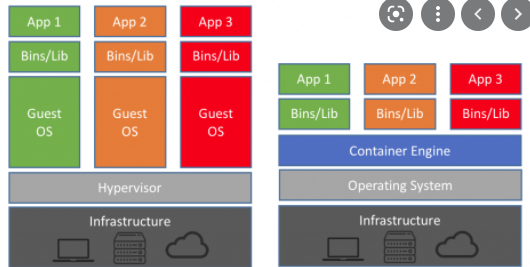 App 1
App 2
App 3
Bins/Lib
Bins/Lib
Bins/Lib
Guest
OS
Guest
OS
Guest
OS
Hypervisor
Infrastructure
App 1
App 2
App 3
Bins/Lib
Bins/Lib
Bins/Lib
Container Engine
Operating System
Infrastructure